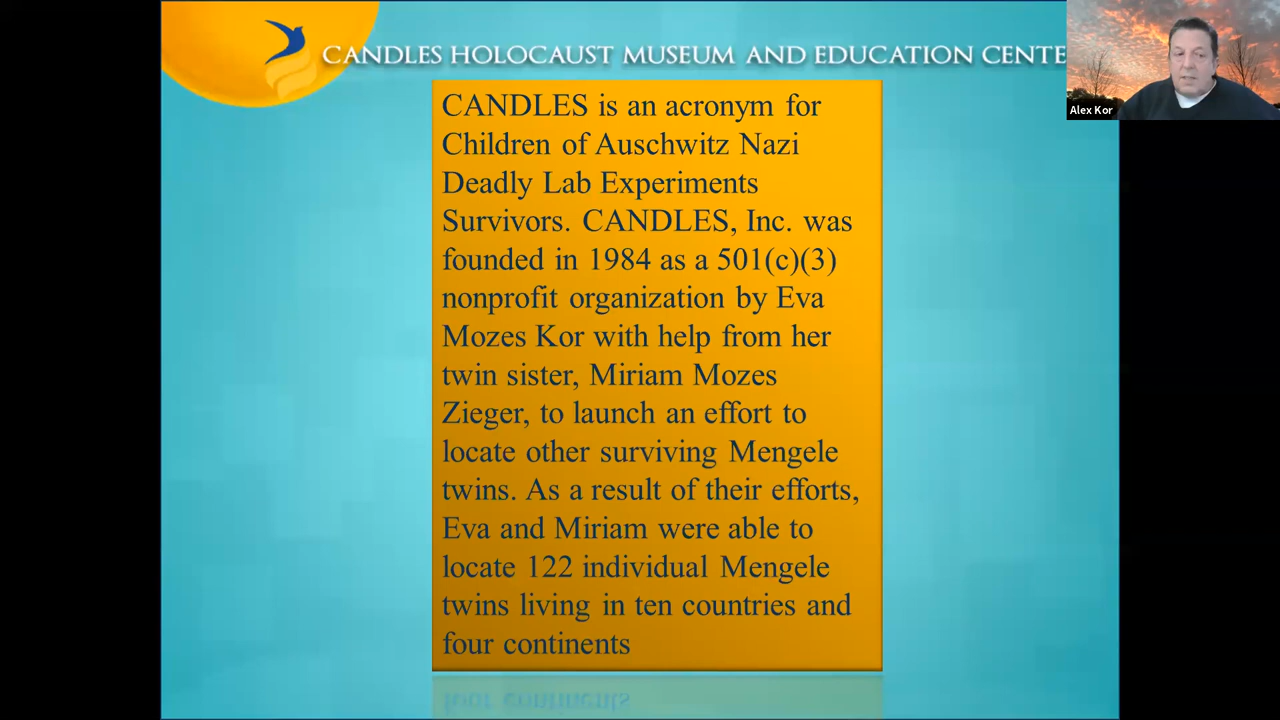 CANDLES HOLOCAUST MUSEUM AND EDUCATION CENTE
Alex Kor
CANDLES is an acronym for
Children of Auschwitz Nazi
Deadly Lab Experiments
Survivors. CANDLES, Inc. was
founded in 1984 as a 501(c)(3)
nonprofit organization by Eva
Mozes Kor with help from her
twin sister, Miriam Mozes
Zieger, to launch an effort to
locate other surviving Mengele
twins. As a result of their efforts,
Eva and Miriam were able to
locate 122 individual Mengele
twins living in ten countries and
four continents